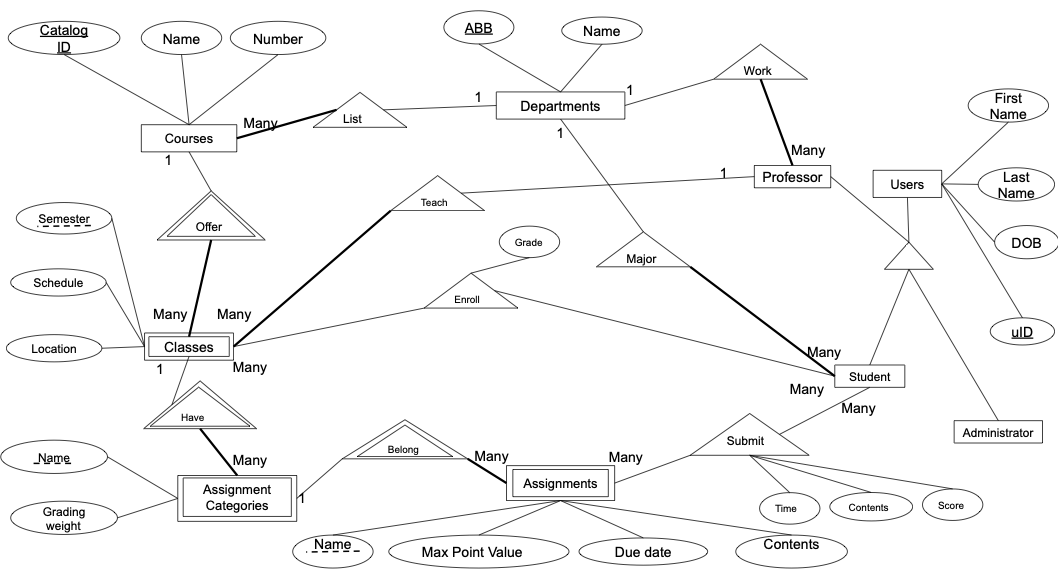 Catalog
ID
Name
Number
ABB
Name
Work
First
Name
Many
List
1
Departments
1
Courses
1
1
Many
Last
Name
1
Professor
Users
Teach
Semester
Offer
Grade
DOB
Major
Schedule
Enroll
Many
Many
uID
Location
Classes
Many
1
Many
Many
Student
Many
Have
Administrator
Belong
Submit
Name
Many
Many
Many
Assignment
Categories
1
Assignments
Grading
weight
Time
Contents
Score
Name
Max Point Value
Due date
Contents